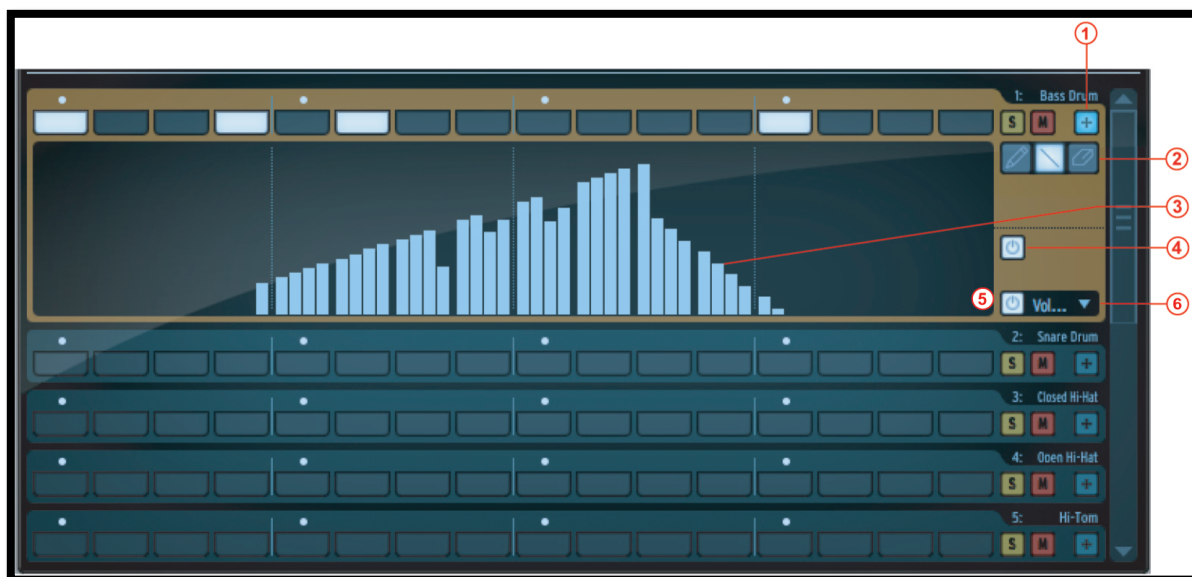 1
1: Bass Drum
S M +
2
3
4
5 Vol... 6
2: Snare Drum
S M +
3: Closed Hi-Hat
S M +
4: Open Hi-Hat
S M +
5: Hi-Tom
S M +